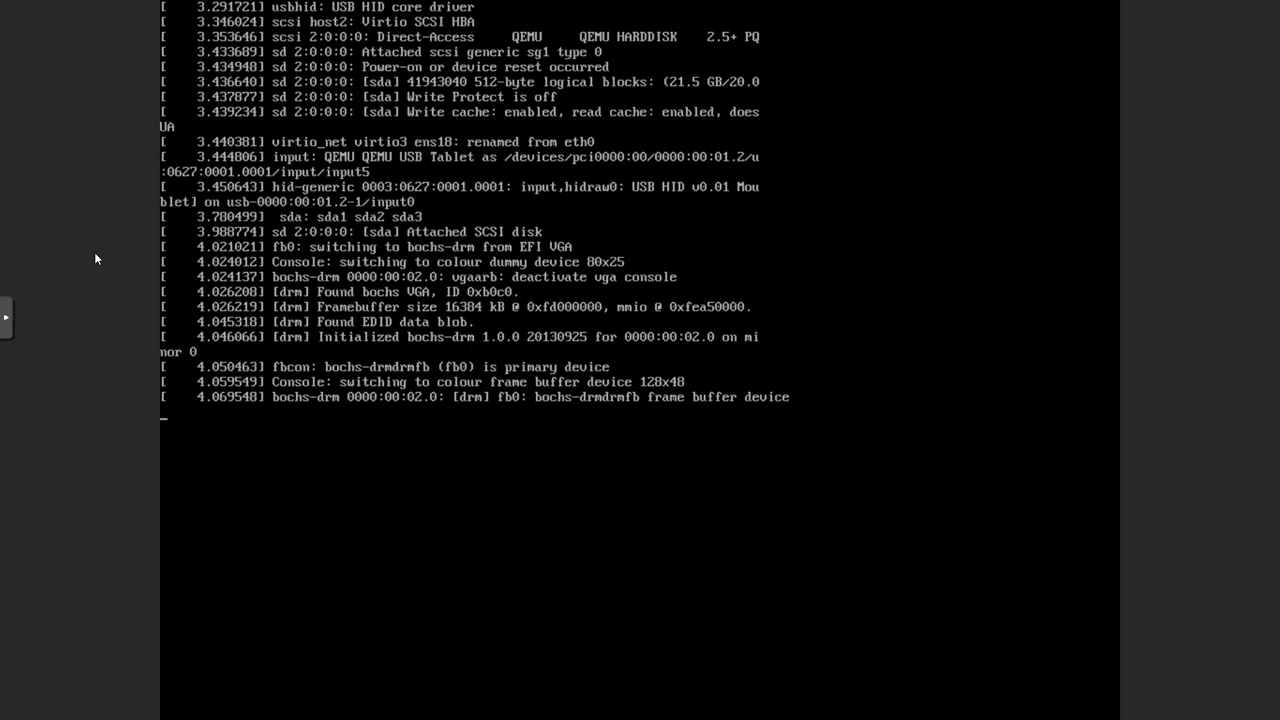 [    3.291721] usbhid: USB HID core driver
[    3.346024] scsi host2: Virtio SCSI HBA
[    3.353646] scsi 2:0:0:0: Direct-Access     QEMU     QEMU HARDDISK    2.5+ PQ
[    3.433689] sd 2:0:0:0: Attached scsi generic sg1 type 0
[    3.434948] sd 2:0:0:0: Power-on or device reset occurred
[    3.436640] sd 2:0:0:0: [sda] 41943040 512-byte logical blocks: (21.5 GB/20.0
[    3.437877] sd 2:0:0:0: [sda] Write Protect is off
[    3.439234] sd 2:0:0:0: [sda] Write cache: enabled, read cache: enabled, does
UA
[    3.440381] virtio_net virtio3 ens18: renamed from eth0
[    3.444806] input: QEMU QEMU USB Tablet as /devices/pci0000:00/0000:00:01.2/u
:0627:0001.0001/input/input5
[    3.450643] hid-generic 0003:0627:0001.0001: input,hidraw0: USB HID v0.01 Mou
blet] on usb-0000:00:01.2-1/input0
[    3.780499]  sda: sda1 sda2 sda3
[    3.988774] sd 2:0:0:0: [sda] Attached SCSI disk
[    4.021021] fb0: switching to bochs-drm from EFI VGA
[    4.024012] Console: switching to colour dummy device 80x25
[    4.024137] bochs-drm 0000:00:02.0: vgaarb: deactivate vga console
[    4.026208] [drm] Found bochs VGA, ID 0xb0c0.
[    4.026219] [drm] Framebuffer size 16384 kB @ 0xfd000000, mmio @ 0xfea50000.
[    4.045318] [drm] Found EDID data blob.
[    4.046066] [drm] Initialized bochs-drm 1.0.0 20130925 for 0000:00:02.0 on mi
nor 0
[    4.050463] fbcon: bochs-drmdrmfb (fb0) is primary device
[    4.059549] Console: switching to colour frame buffer device 128x48
[    4.069548] bochs-drm 0000:00:02.0: [drm] fb0: bochs-drmdrmfb frame buffer device